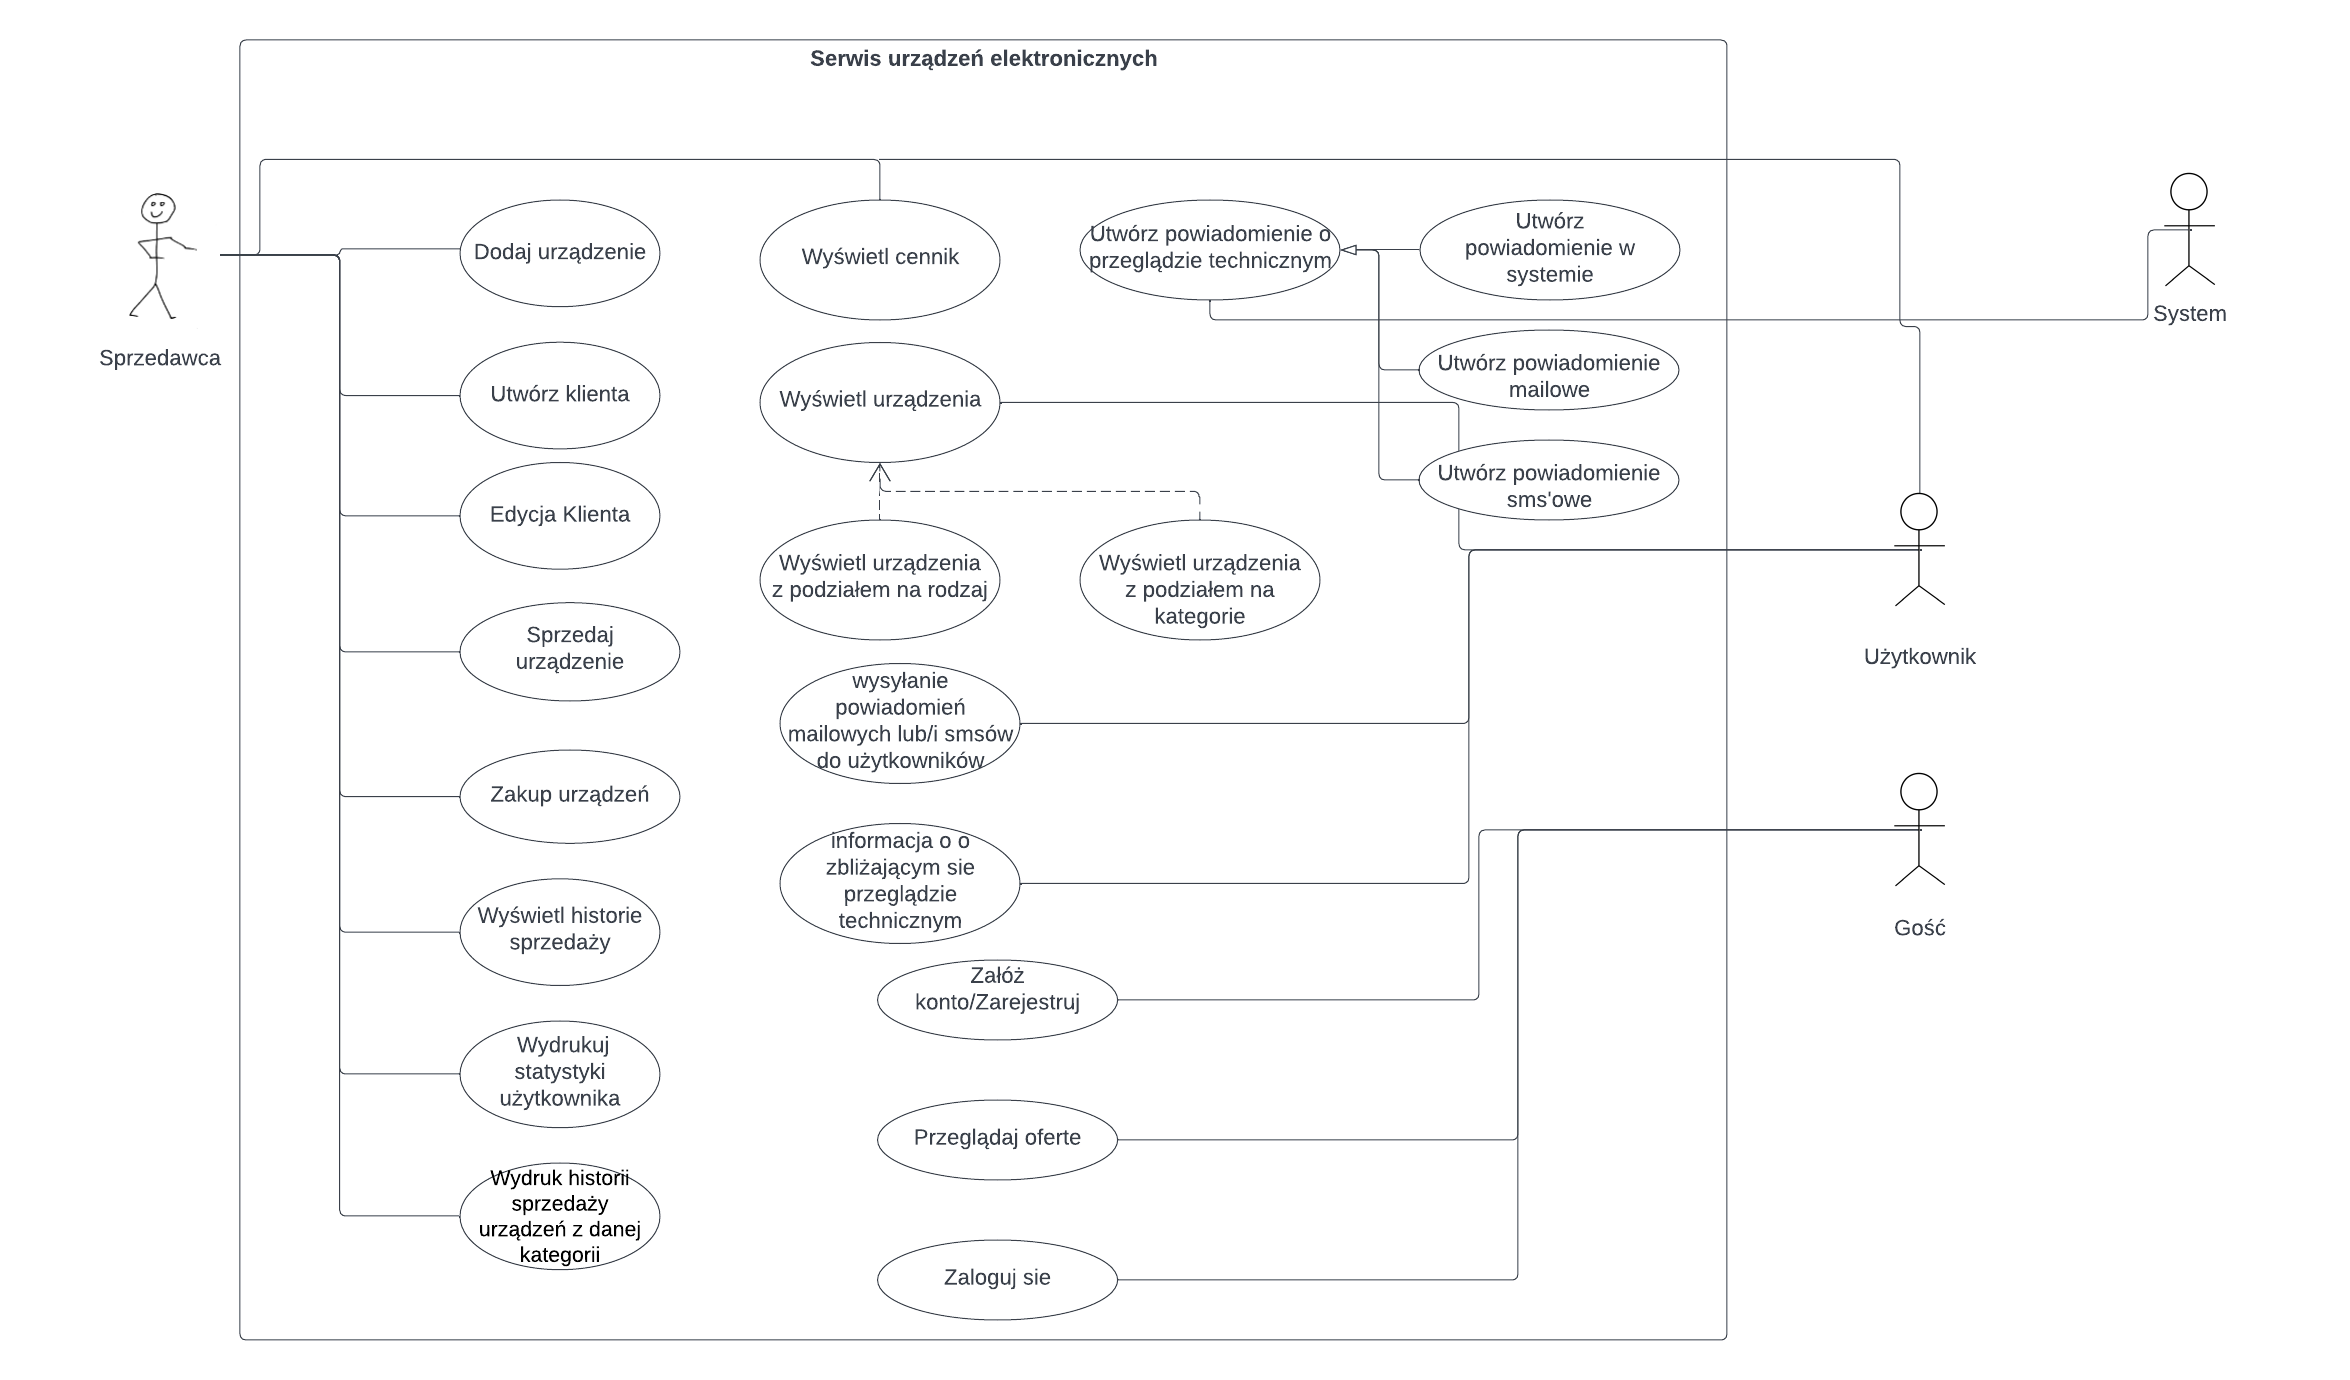 Serwis urządzeń elektronicznych
Sprzedawca
Dodaj urządzenie
Utwórz klienta
Edycja Klienta
Sprzedaj
urządzenie
Zakup urządzeń
Wyświetl historie
sprzedaży
Wydrukuj
statystyki
użytkownika
Wydruk historii
sprzedaży
urządzeń z danej
kategorii
Wyświetl cennik
Wyświetl urządzenia
Wyświetl urządzenia
z podziałem na rodzaj
Wyświetl urządzenia
z podziałem na
kategorie
wysyłanie
powiadomień
mailowych lub/i smsów
do użytkowników
informacja o o
zbliżającym sie
przeglądzie
technicznym
Załóż
konto/Zarejestruj
Przeglądaj oferte
Zaloguj sie
Utwórz powiadomienie o
przeglądzie technicznym
Utwórz
powiadomienie w
systemie
Utwórz powiadomienie
mailowe
Utwórz powiadomienie
sms'owe
System
Użytkownik
Gość